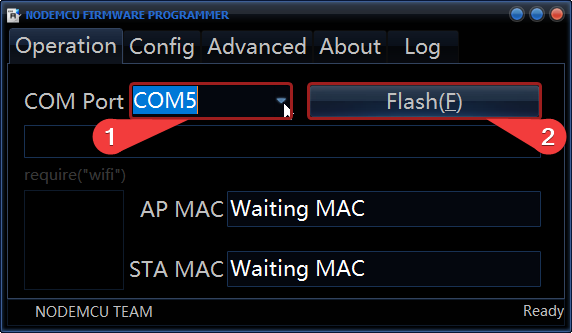 NODEMCU FIRMWARE PROGRAMMER
Operation Config Advanced About Log
COM Port COM5 Flash(F)
1 2
require("wifi")
AP MAC Waiting MAC
STA MAC Waiting MAC
NODEMCU TEAM Ready